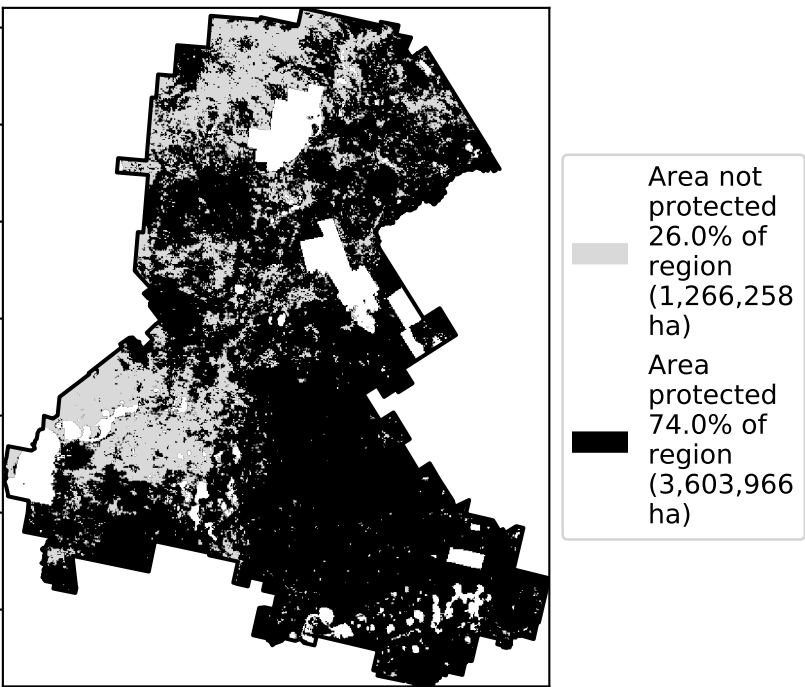 Area not
protected
26.0% of
region
(1,266,258
ha)
Area
protected
74.0% of
region
(3,603,966
ha)